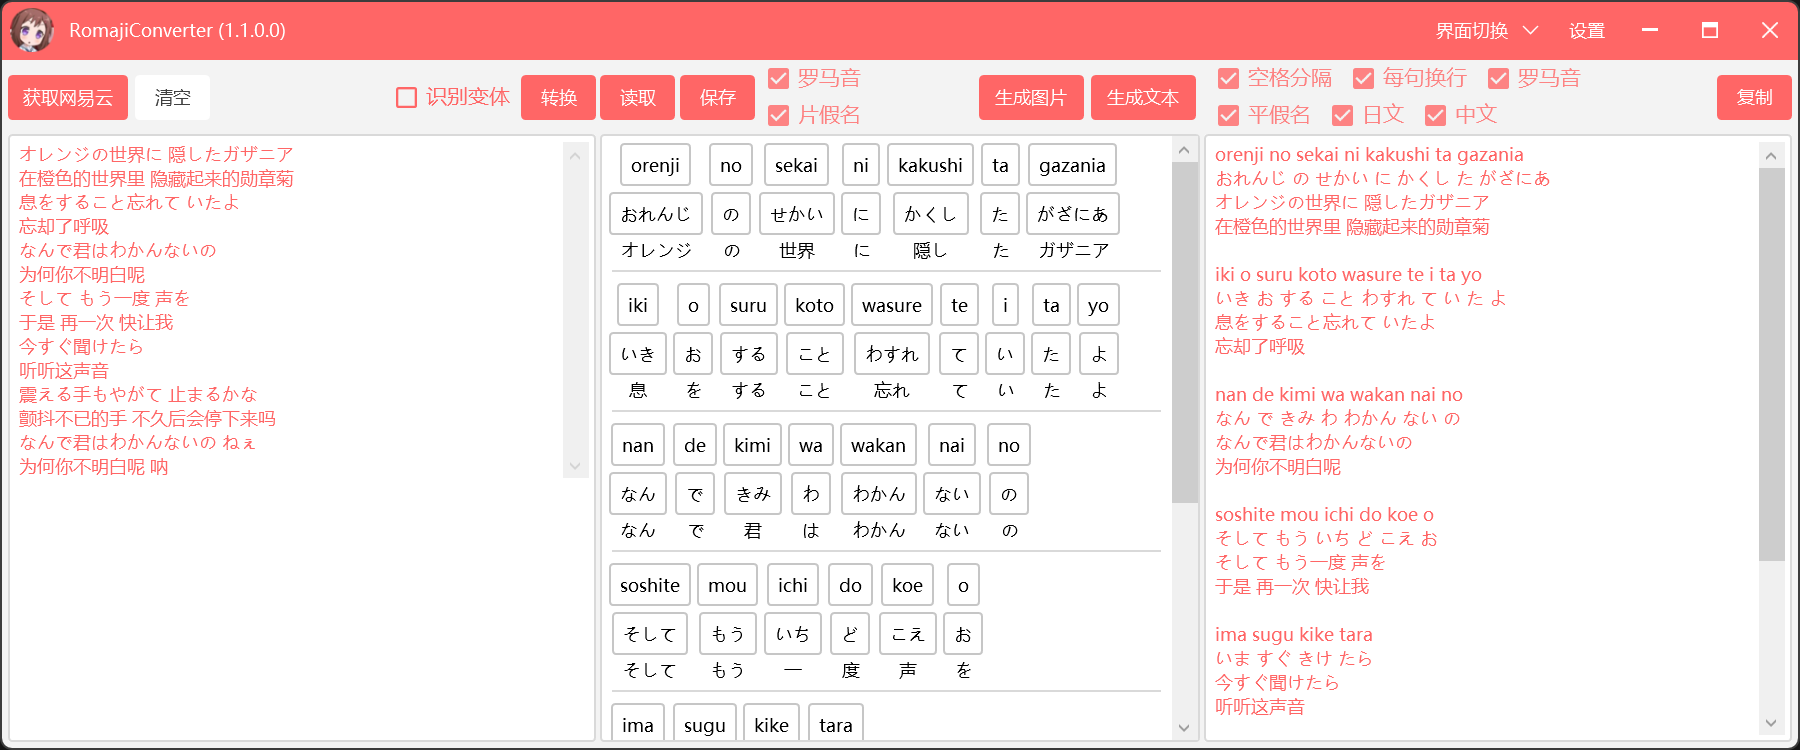 RomajiConverter (1.1.0.0)
界面切换
设置
获取网易云
清空
识别变体
转换
读取
保存
罗马音
片假名
生成图片
生成文本
空格分隔
每句换行
罗马音
平假名
日文
中文
复制
オレンジの世界に 隠したガザニア
在橙色的世界里 隐藏起来的勋章菊
息をすること忘れて いたよ
忘却了呼吸
なんで君はわかんないの
为何你不明白呢
そして もう一度 声を
于是 再一次 快让我
今すぐ聞けたら
听听这声音
震える手もやがて 止まるかな
颤抖不已的手 不久后会停下来吗
なんで君はわかんないの ねぇ
为何你不明白呢 呐
orenji no sekai ni kakushi ta gazania
おれんじ の せかい に かくし た がざにあ
オレンジ の 世界 に 隠し た ガザニア
iki o suru koto wasure te i ta yo
いき お する こと わすれ て い た よ
息 を する こと 忘れ て い た よ
nan de kimi wa wakan nai no
なん で きみ わ わかん ない の
なん で 君 は わかん ない の
soshite mou ichi do koe o
そして もう いち ど こえ お
そして もう 一 度 声 を
ima sugu kike tara
orenji no sekai ni kakushi ta gazania
おれんじ の せかい に かくし た がざにあ
オレンジの世界に 隠したガザニア
在橙色的世界里 隐藏起来的勋章菊
iki o suru koto wasure te i ta yo
いき お する こと わすれ て い た よ
息をすること忘れて いたよ
忘却了呼吸
nan de kimi wa wakan nai no
なん で きみ わ わかん ない の
なんで君はわかんないの
为何你不明白呢
soshite mou ichi do koe o
そして もう いち ど こえ お
そして もう一度 声を
于是 再一次 快让我
ima sugu kike tara
いま すぐ きけ たら
今すぐ聞けたら
听听这声音